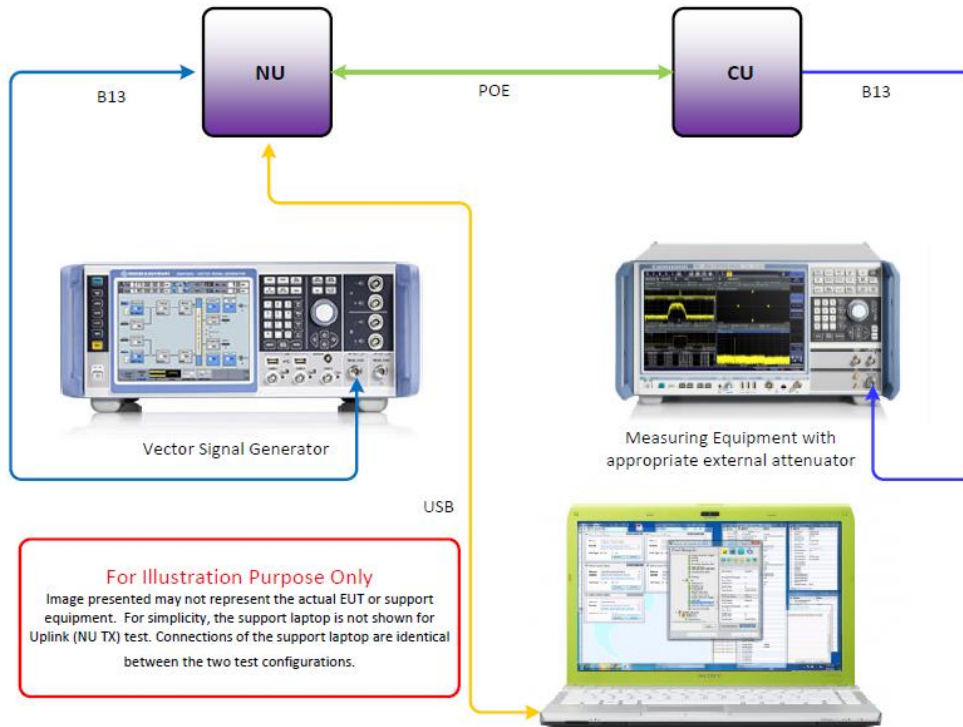 NU
CU
B13
POE
B13
Vector Signal Generator
Measuring Equipment with
appropriate external attenuator
USB
For Illustration Purpose Only
Image presented may not represent the actual EUT or support
equipment. For simplicity, the support laptop is not shown for
Uplink (NU TX) test. Connections of the support laptop are identical
between the two test configurations.
SONY